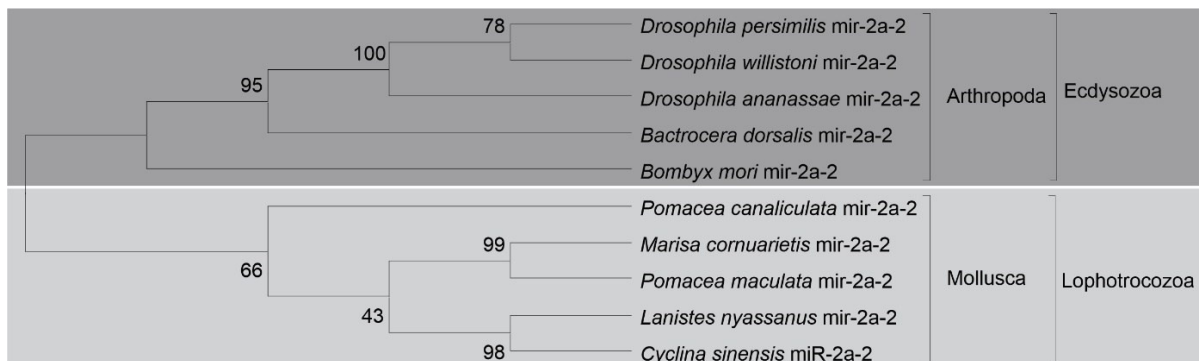 78 Drosophila persimilis mir-2a-2
Drosophila willistoni mir-2a-2
100
Drosophila ananassae mir-2a-2 Arthropoda Ecdysozoa
95
Bactrocera dorsalis mir-2a-2
Bombyx mori mir-2a-2
Pomacea canaliculata mir-2a-2
99 Marisa cornuarietis mir-2a-2
66
Pomacea maculata mir-2a-2 Mollusca Lophotrocozoa
43 Lanistes nyassanus mir-2a-2
98 Cyclina sinensis miR-2a-2